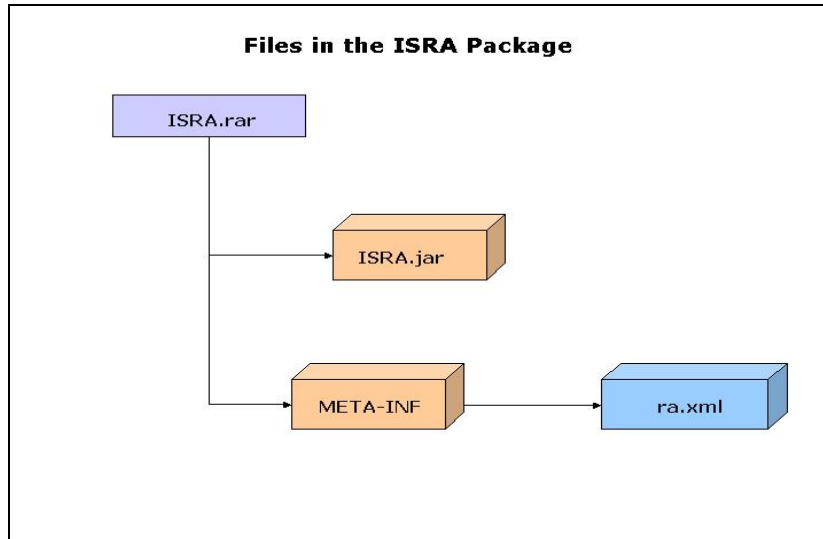 Files in the ISRA Package
ISRA.rar
ISRA.jar
META-INF
ra.xml